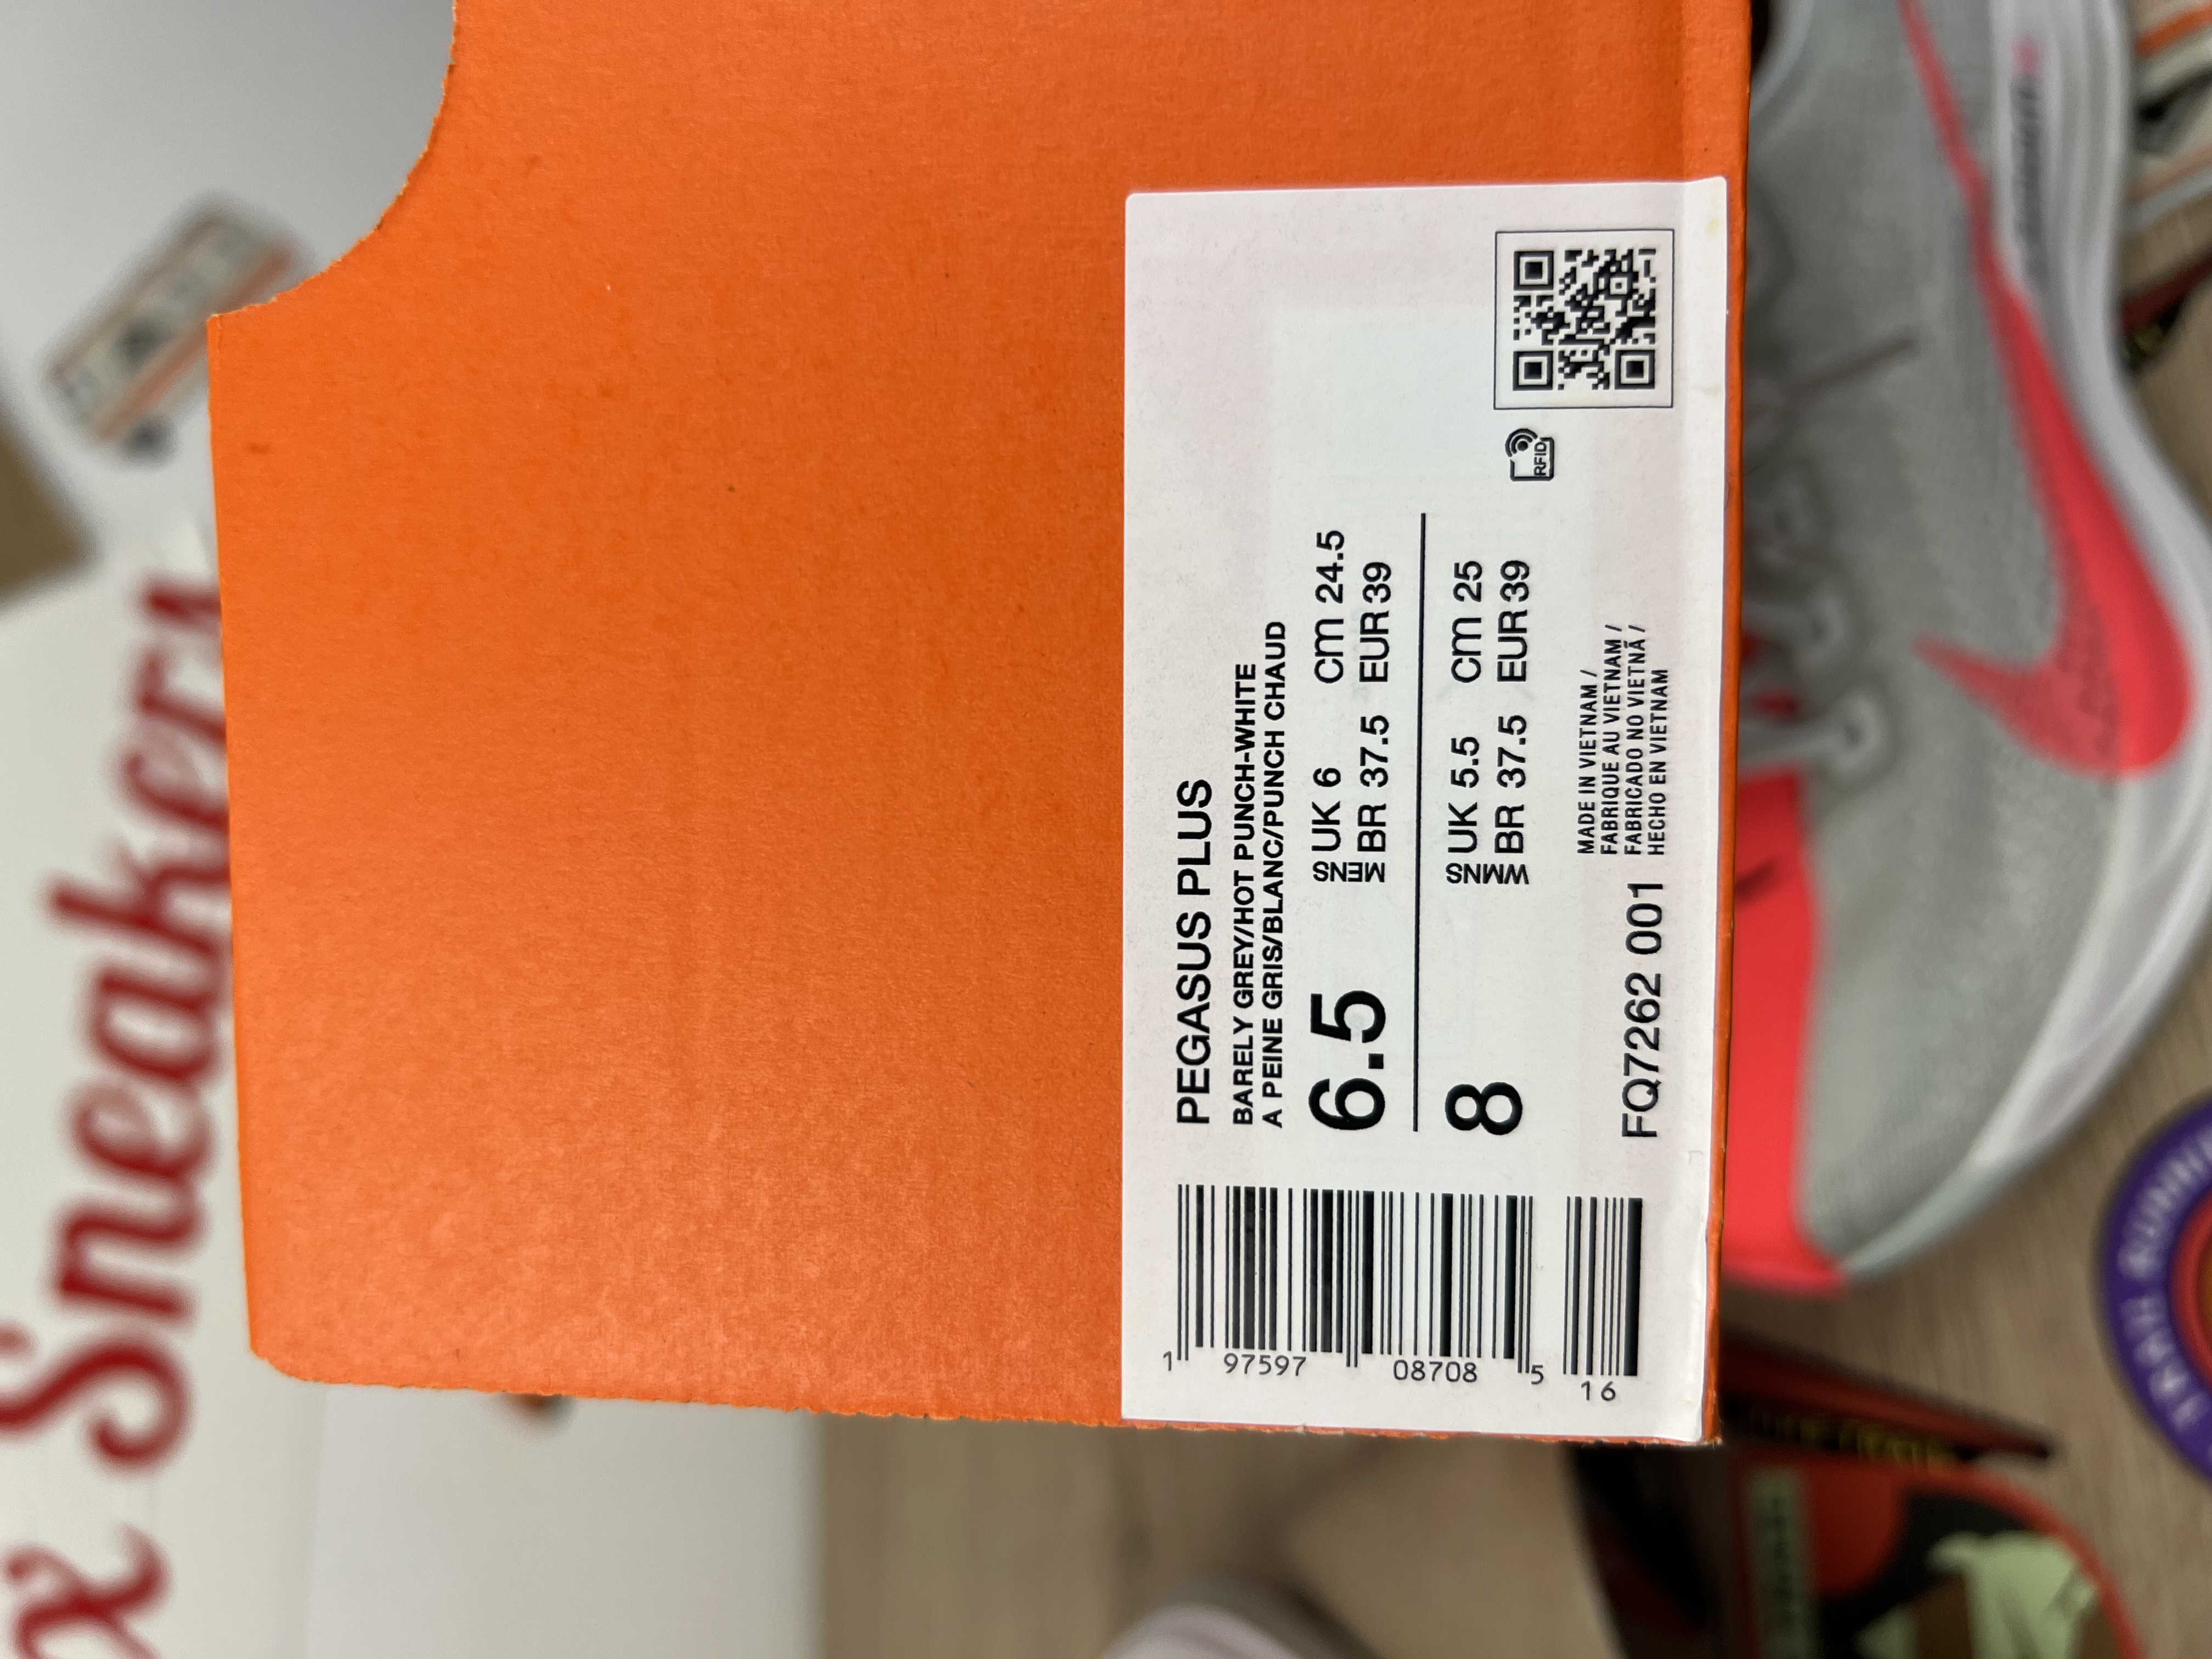 x Sneakers
PEGASUS PLUS
BARELY GREY/HOT PUNCH-WHITE
A PEINE GRIS/BLANC/PUNCH CHAUD
6.5 MENS UK 6 CM 24.5
BR 37.5 EUR 39
8 WMNS UK 5.5 CM 25
BR 37.5 EUR 39
RFID
FQ7262 001
MADE IN VIETNAM /
FABRIQUE AU VIETNAM /
FABRICADO NO VIETNÃ /
HECHO EN VIETNAM
1 97597 08708 5 16
TRAIL RUNN